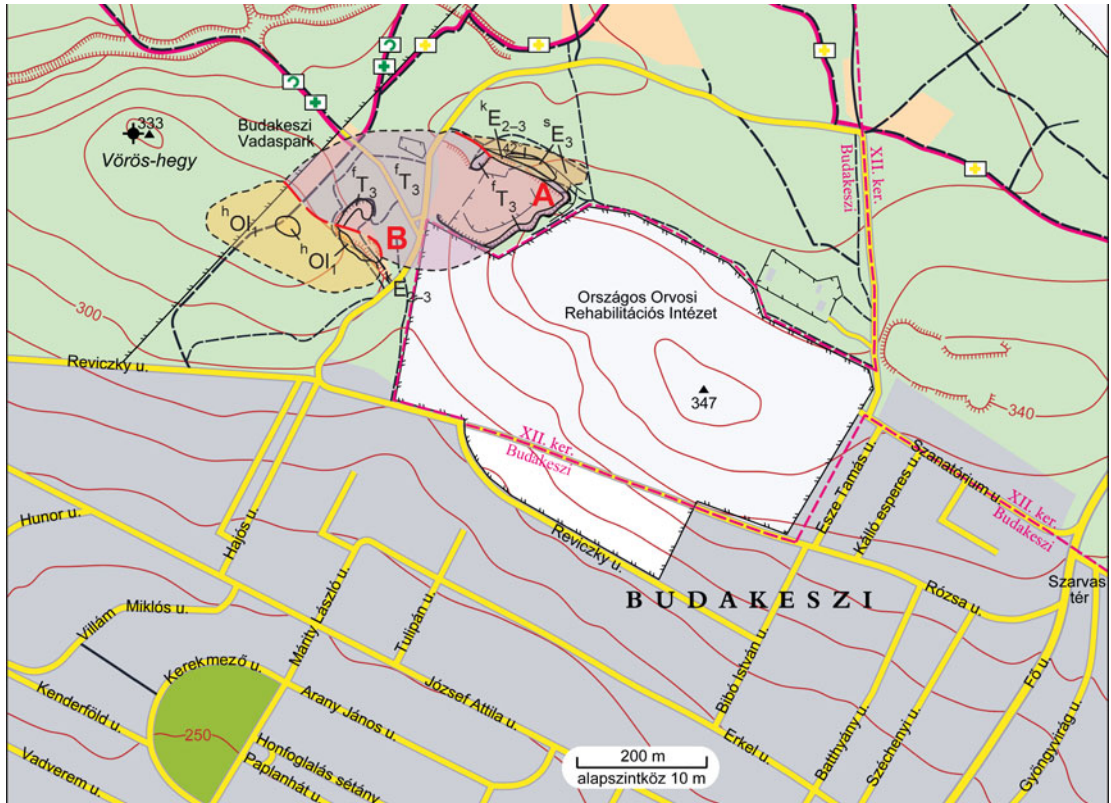 333
Vörös-hegy
Budakeszi
Vadaspark
kE2–3
sE3
42
fT3
fT3
fT3
A
B
hOl1
hOl1
E2–3
XII. ker.
Budakeszi
Országos Orvosi
Rehabilitációs Intézet
347
300
340
Reviczky u.
XII. ker.
Budakeszi
Szanatórium u.
XII. ker.
Budakeszi
Esze Tamás u.
Kálló esperes u.
Hunor u.
Hajós u.
Reviczky u.
BUDAKESZI
Szarvas
tér
Rózsa u.
Villám
Miklós u.
Márity László u.
Tulipán u.
Kerekmező u.
Kenderföld u.
Arany János u.
József Attila u.
Bibó István u.
Fő u.
250
Honfoglalás sétány
Paplanhát u.
Vadverem u.
Erkel u.
Batthyány u.
Széchenyi u.
Gyöngyvirág u.
200 m
alapszintköz 10 m